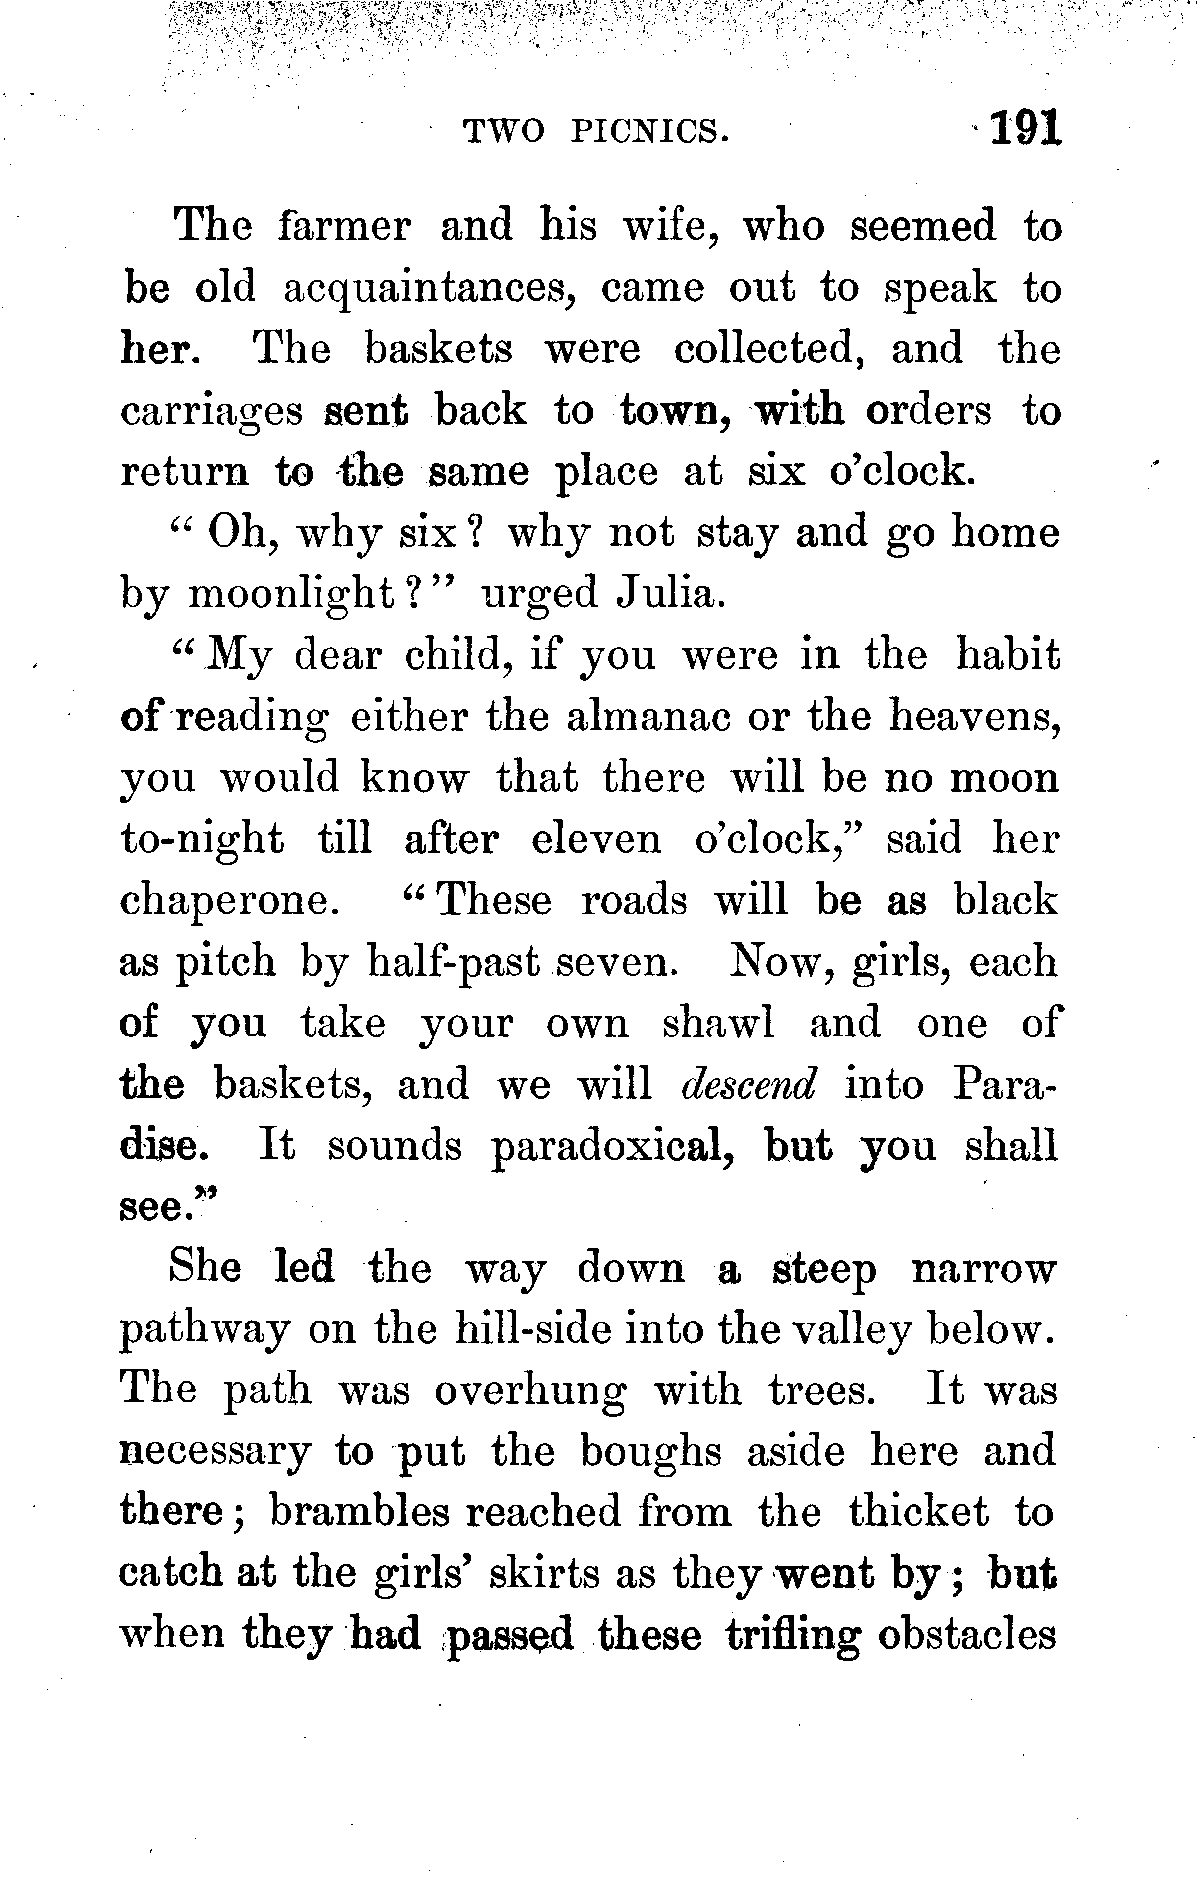 TWO PICNICS. 191
The farmer and his wife, who seemed to
be old acquaintances, came out to speak to
her. The baskets were collected, and the
carriages sent back to town, with orders to
return to the same place at six o'clock.
“ Oh, why six ? why not stay and go home
by moonlight ? ” urged Julia.
“ My dear child, if you were in the habit
of reading either the almanac or the heavens,
you would know that there will be no moon
to-night till after eleven o'clock,” said her
chaperone. “ These roads will be as black
as pitch by half-past seven. Now, girls, each
of you take your own shawl and one of
the baskets, and we will descend into Para-
dise. It sounds paradoxical, but you shall
see.”
She led the way down a steep narrow
pathway on the hill-side into the valley below.
The path was overhung with trees. It was
necessary to put the boughs aside here and
there ; brambles reached from the thicket to
catch at the girls' skirts as they went by ; but
when they had passed these trifling obstacles